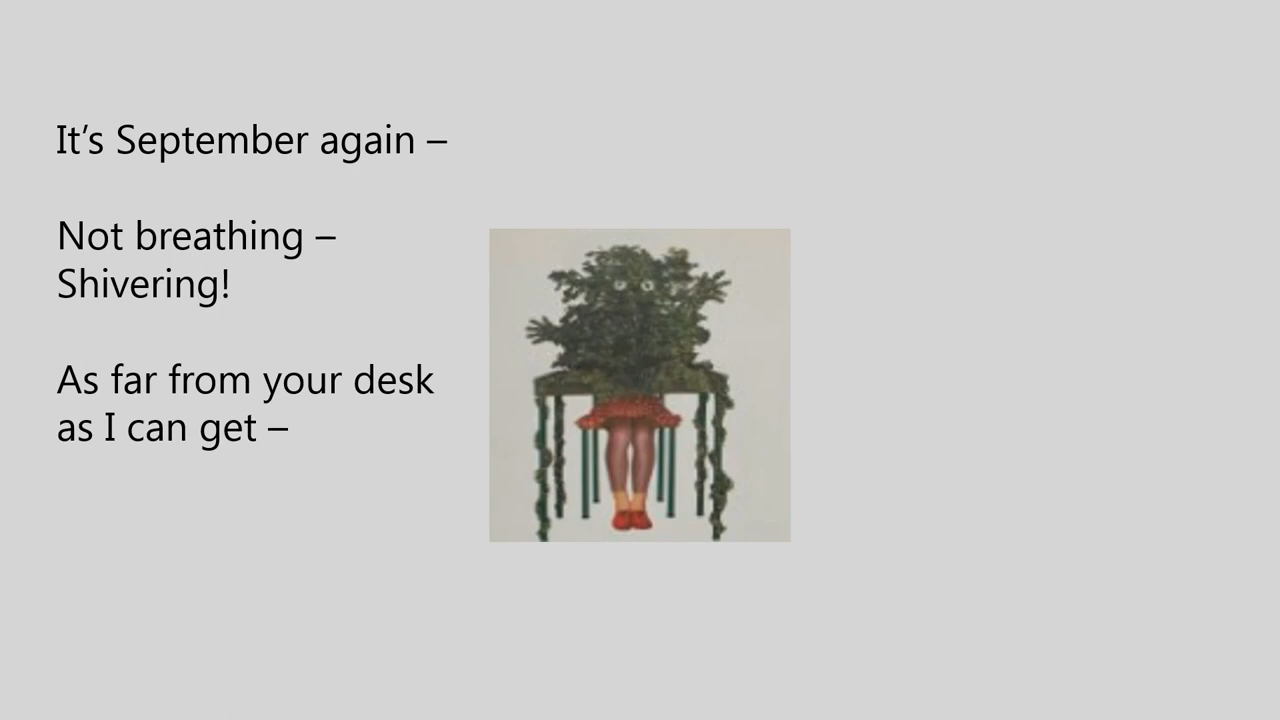 It’s September again –
Not breathing –
Shivering!
As far from your desk
as I can get –